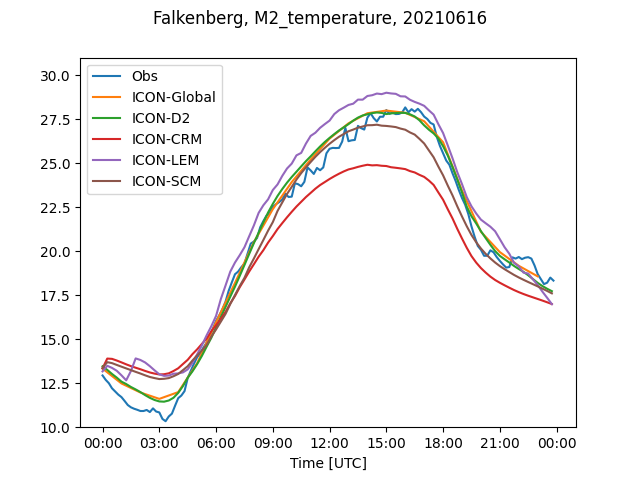 Falkenberg, M2_temperature, 20210616
30.0
27.5
25.0
22.5
20.0
17.5
15.0
12.5
10.0
Obs
ICON-Global
ICON-D2
ICON-CRM
ICON-LEM
ICON-SCM
00:00 03:00 06:00 09:00 12:00 15:00 18:00 21:00 00:00
Time [UTC]